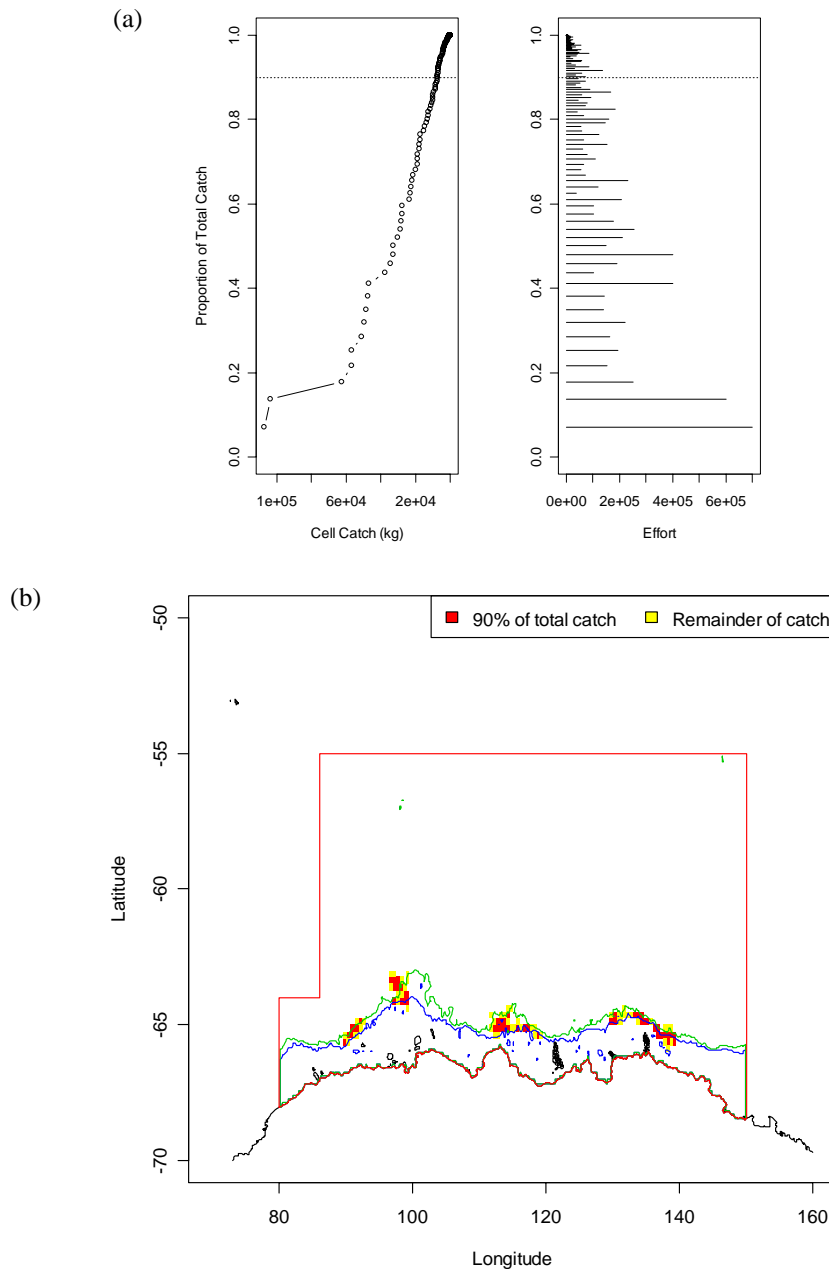 (a)
Proportion of Total Catch
0.0 0.2 0.4 0.6 0.8 1.0
1e+05 6e+04 2e+04
Cell Catch (kg)
0.0 0.2 0.4 0.6 0.8 1.0
0e+00 2e+05 4e+05 6e+05
Effort
(b)
90% of total catch Remainder of catch
Latitude
-50
-55
-60
-65
-70
80 100 120 140 160
Longitude